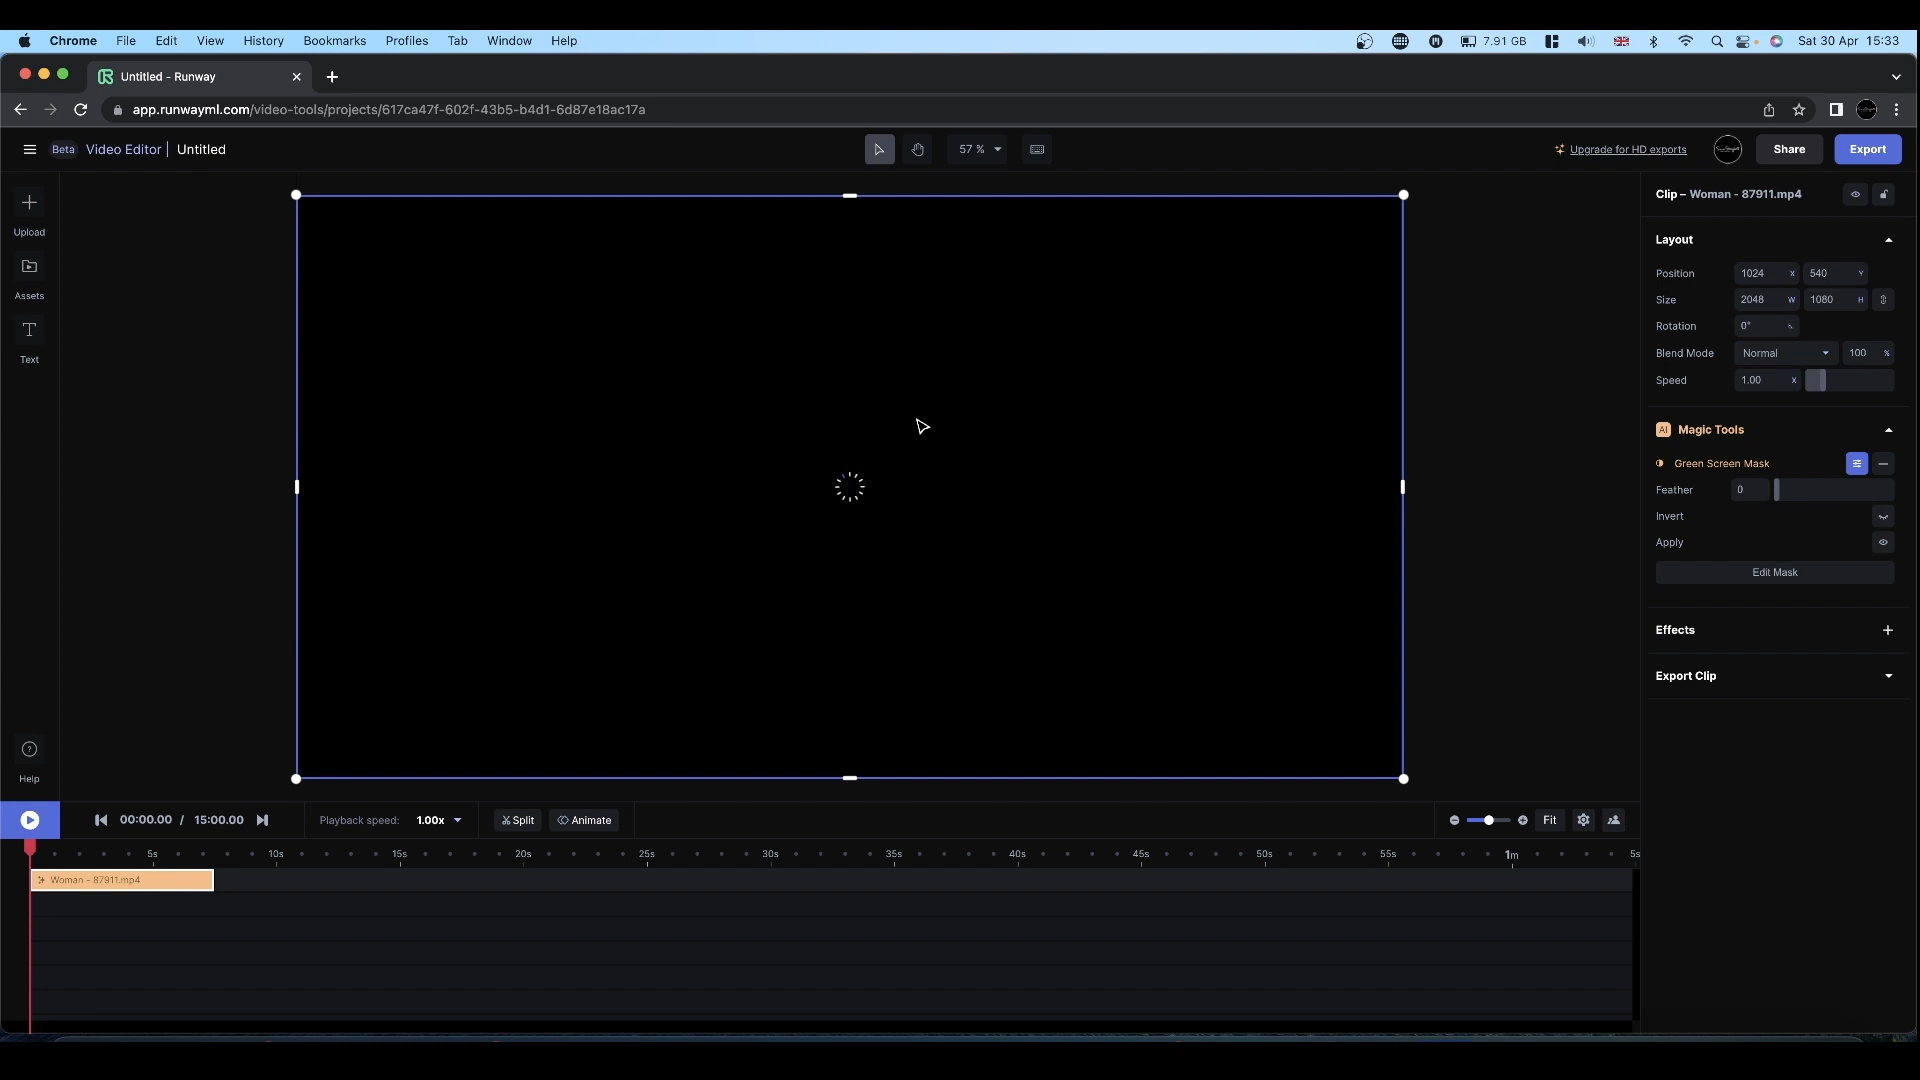 Chrome File Edit View History Bookmarks Profiles Tab Window Help 7.91 GB Sat 30 Apr 15:33
Untitled - Runway
app.runwayml.com/video-tools/projects/617ca47f-602f-43b5-b4d1-6d87e18ac17a
Beta Video Editor | Untitled 57 % Upgrade for HD exports Share Export
Upload
Assets
Text
Help
Clip – Woman - 87911.mp4
Layout
Position 1024 X 540 Y
Size 2048 W 1080 H
Rotation 0°
Blend Mode Normal 100 %
Speed 1.00 X
AI Magic Tools
Green Screen Mask
Feather 0
Invert
Apply
Edit Mask
Effects
Export Clip
00:00.00 / 15:00.00 Playback speed: 1.00x Split Animate Fit
5s 10s 15s 20s 25s 30s 35s 40s 45s 50s 55s 1m 5s
Woman - 87911.mp4